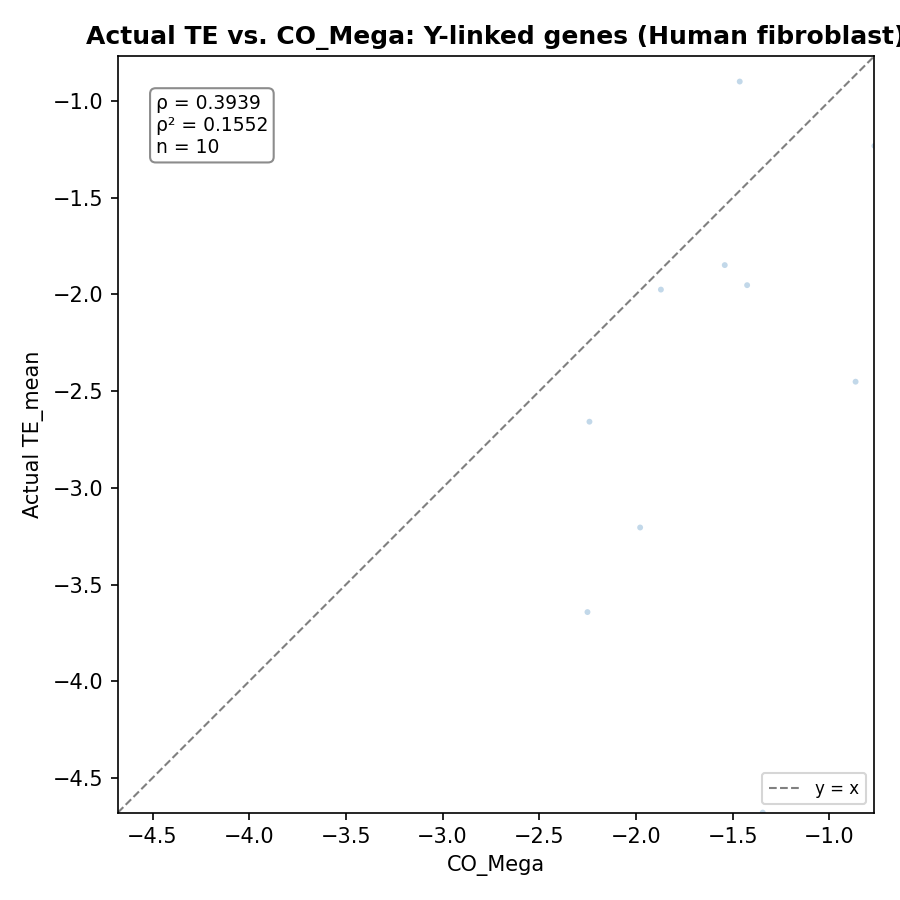 Actual TE vs. CO_Mega: Y-linked genes (Human fibroblast)
ρ = 0.3939
ρ² = 0.1552
n = 10
−1.0
−1.5
−2.0
−2.5
−3.0
−3.5
−4.0
−4.5
Actual TE_mean
y = x
−4.5
−4.0
−3.5
−3.0
−2.5
−2.0
−1.5
−1.0
CO_Mega